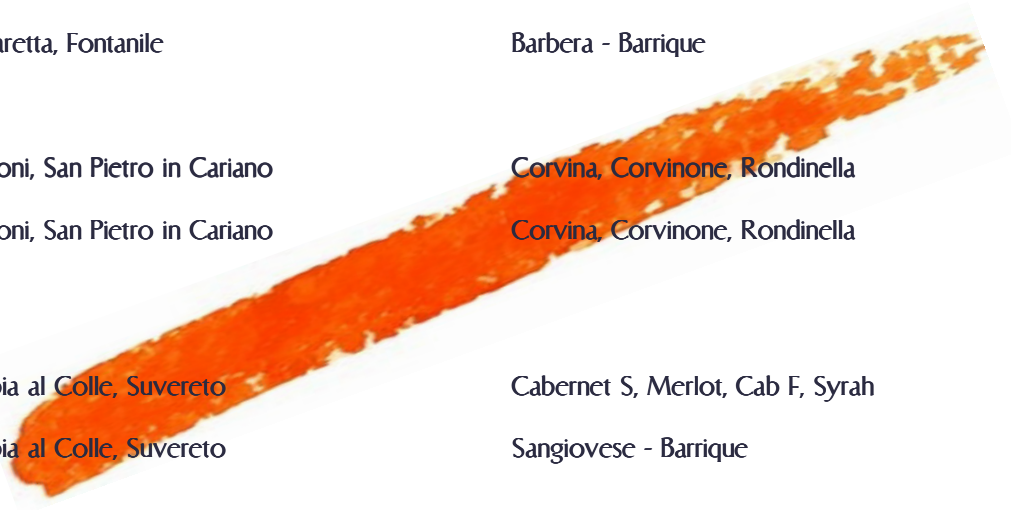 Fontanile Barbera - Barrique
San Pietro in Cariano Corvina, Corvinone, Rondinella
San Pietro in Cariano Corvina, Corvinone, Rondinella
al Colle, Suvereto Cabernet S, Merlot, Cab F, Syrah
al Colle, Suvereto Sangiovese - Barrique